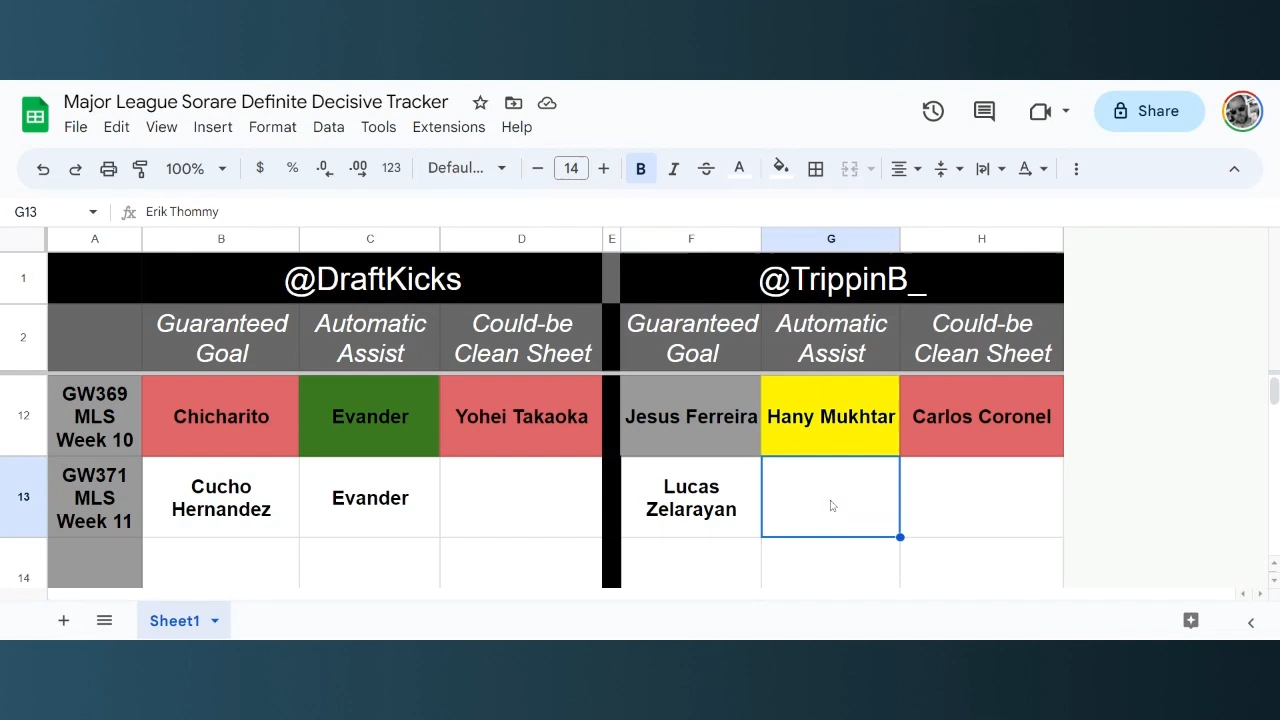 Major League Sorare Definite Decisive Tracker
File Edit View Insert Format Data Tools Extensions Help
Share
100% $ % .0 .00 123 Defaul... − 14 + B I A A
G13 fx Erik Thommy
A B C D E F G H
1 @DraftKicks @TrippinB_
2 Guaranteed Automatic Could-be Guaranteed Automatic Could-be
Goal Assist Clean Sheet Goal Assist Clean Sheet
GW369
12 MLS Chicharito Evander Yohei Takaoka Jesus Ferreira Hany Mukhtar Carlos Coronel
Week 10
GW371 Cucho Lucas
13 MLS Hernandez Evander Zelarayan
Week 11
14
+ Sheet1